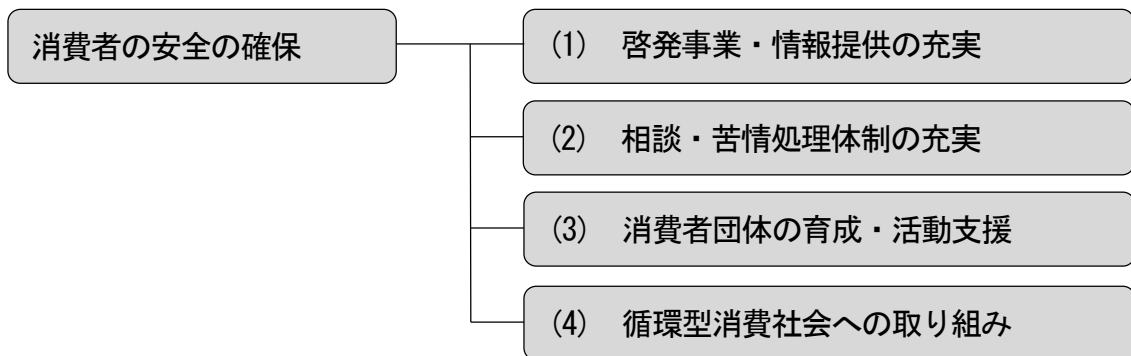 消費者の安全の確保
(1) 啓発事業・情報提供の充実
(2) 相談・苦情処理体制の充実
(3) 消費者団体の育成・活動支援
(4) 循環型消費社会への取り組み